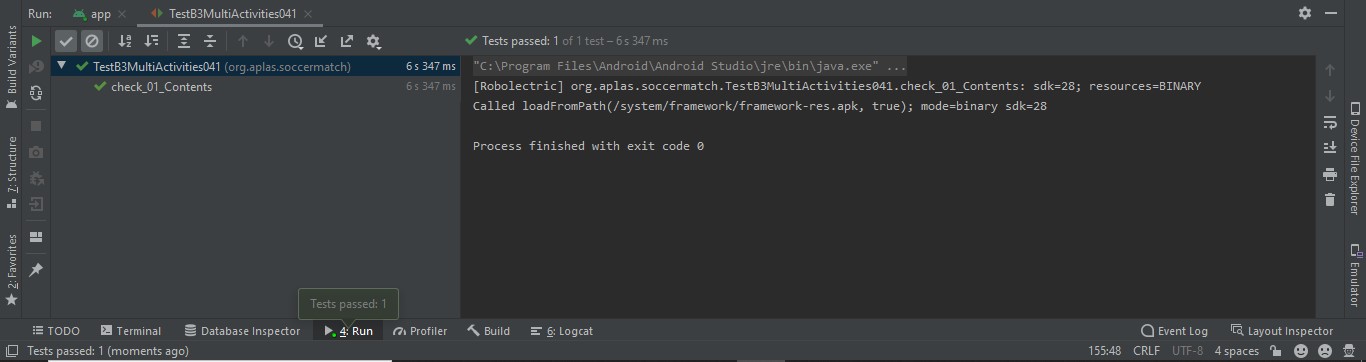 Run:
app
TestB3MultiActivities041
Tests passed: 1 of 1 test – 6 s 347 ms
TestB3MultiActivities041 (org.aplas.soccermatch)
6 s 347 ms
check_01_Contents
6 s 347 ms
"C:\Program Files\Android\Android Studio\jre\bin\java.exe" ...
[Robolectric] org.aplas.soccermatch.TestB3MultiActivities041.check_01_Contents: sdk=28; resources=BINARY
Called loadFromPath(/system/framework/framework-res.apk, true); mode=binary sdk=28
Process finished with exit code 0
Build Variants
7: Structure
2: Favorites
Device File Explorer
Emulator
Tests passed: 1
TODO
Terminal
Database Inspector
4: Run
Profiler
Build
6: Logcat
Event Log
Layout Inspector
Tests passed: 1 (moments ago)
155:48
CRLF
UTF-8
4 spaces